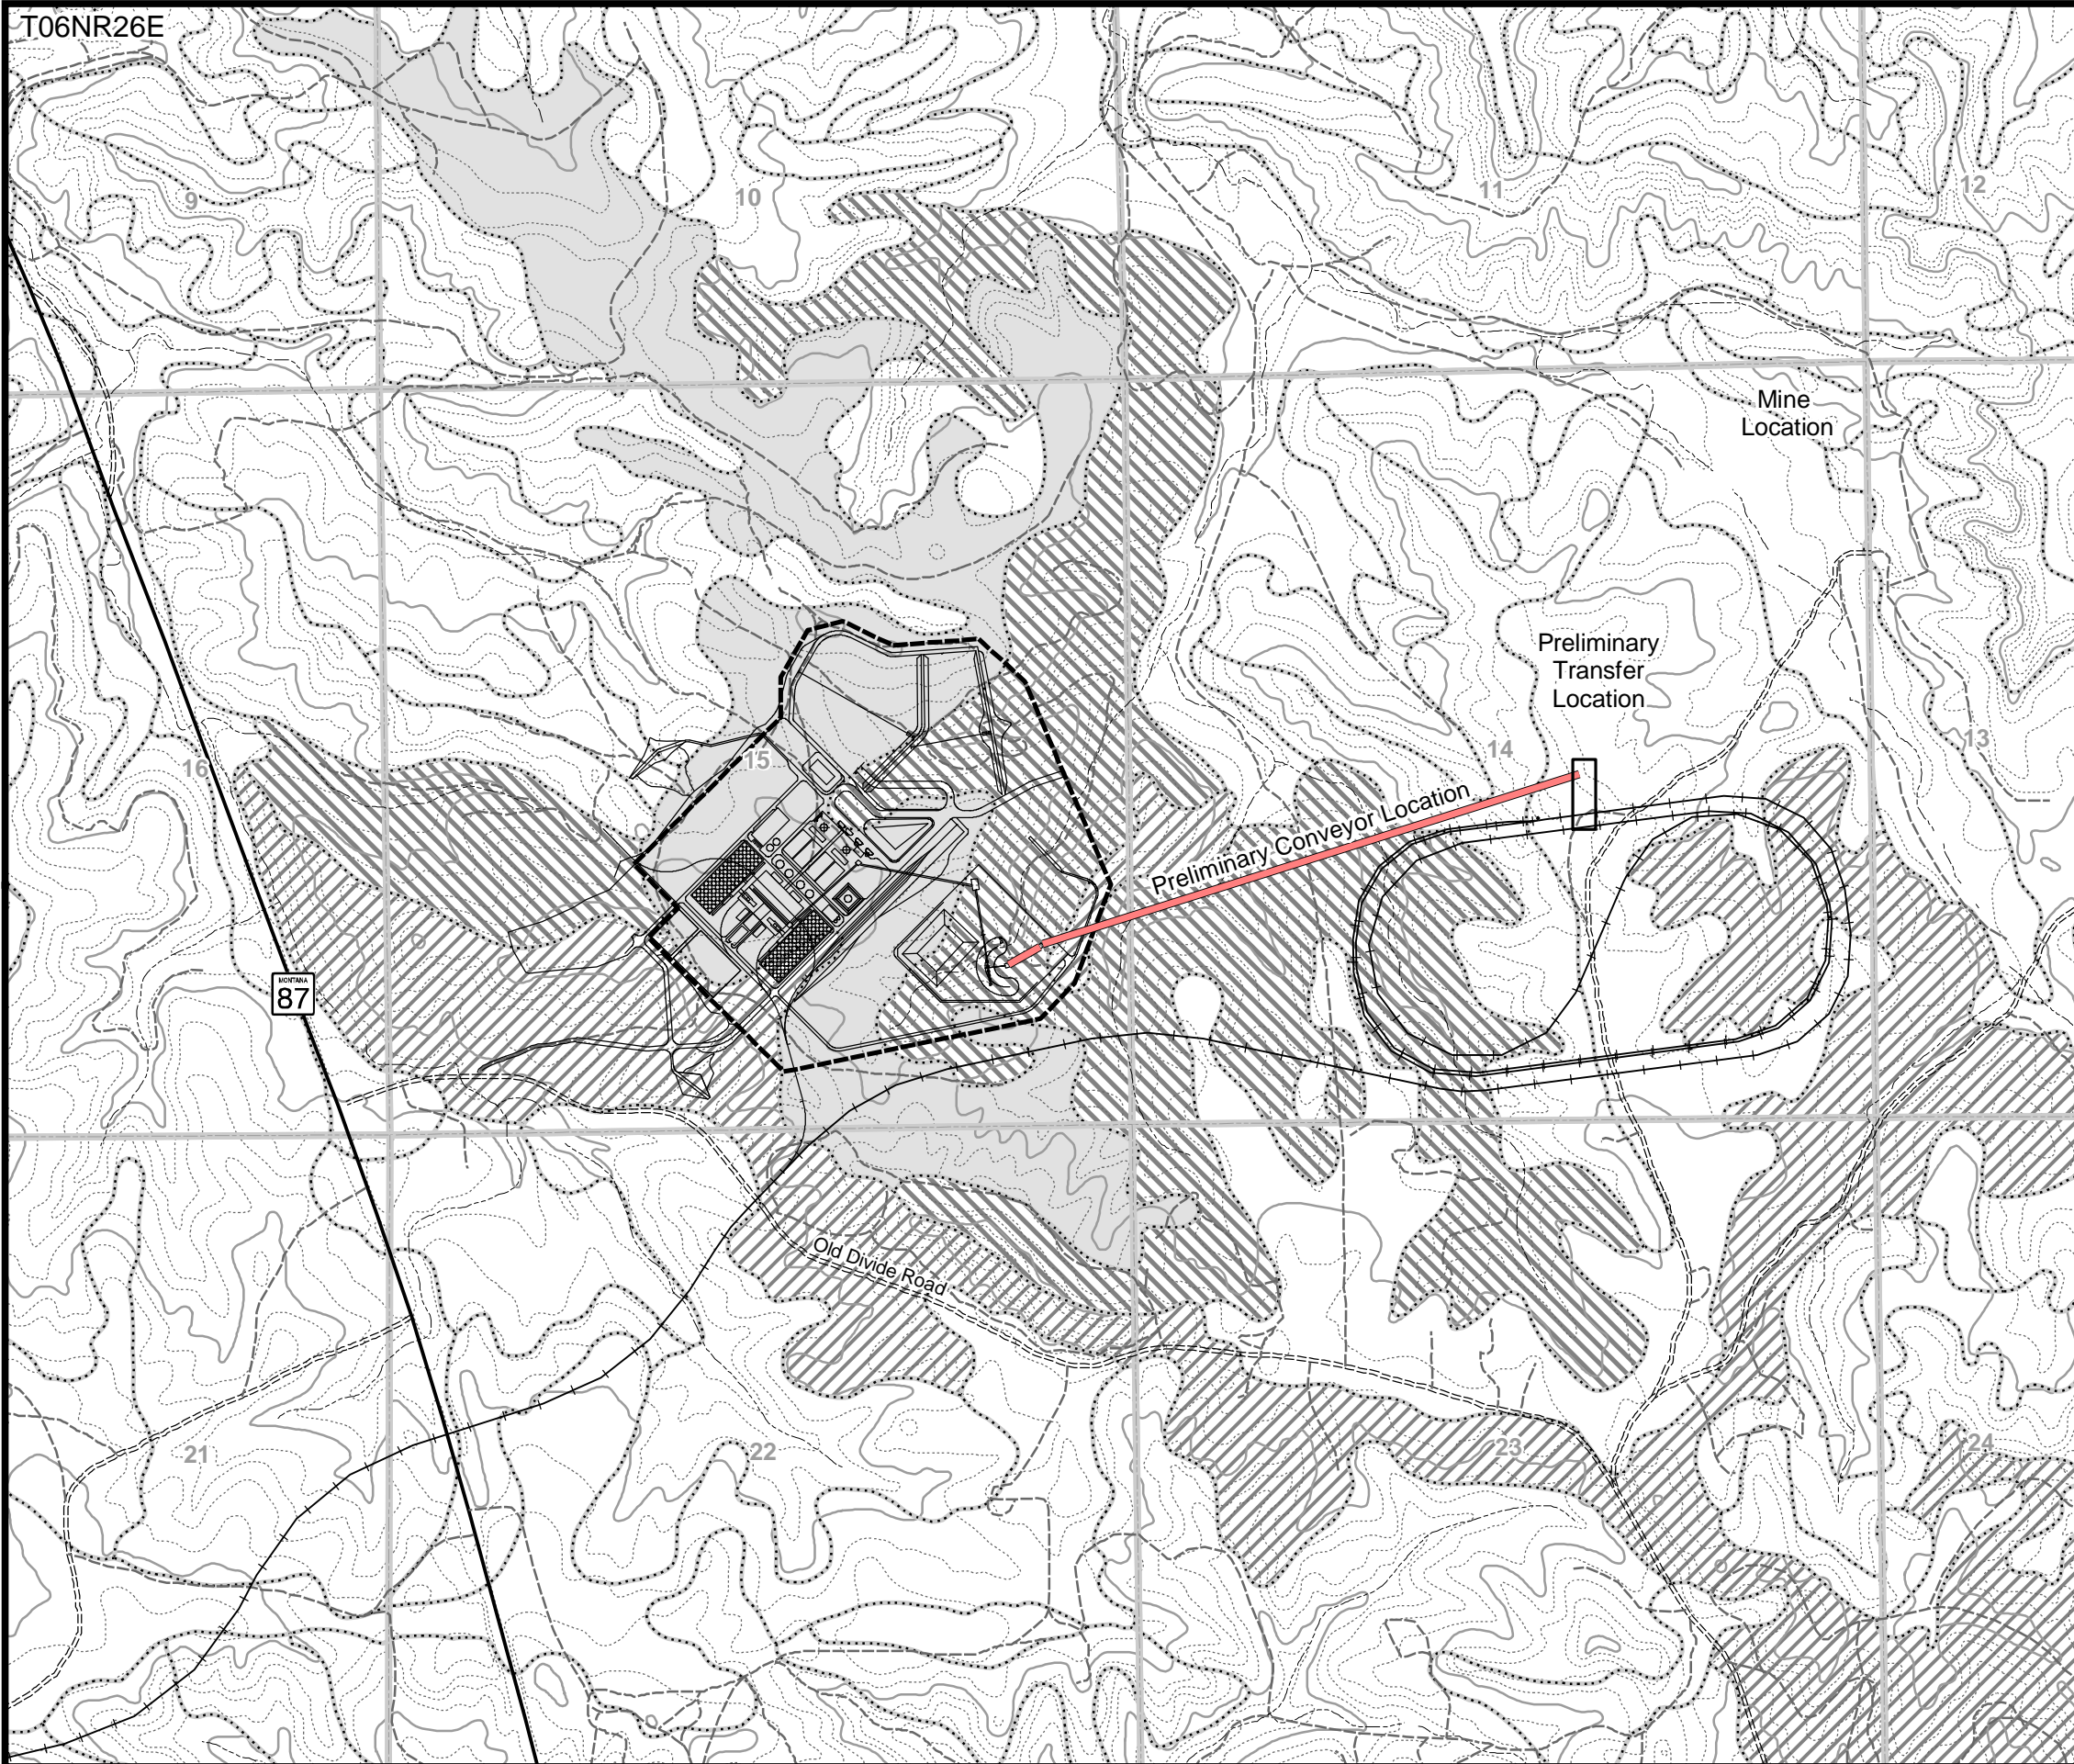 T06NR26E
9
10
11
12
Mine
Location
Preliminary
Transfer
Location
16
15
14
13
Preliminary Conveyor Location
MONTANA
87
Old Divide Road
21
22
23
24